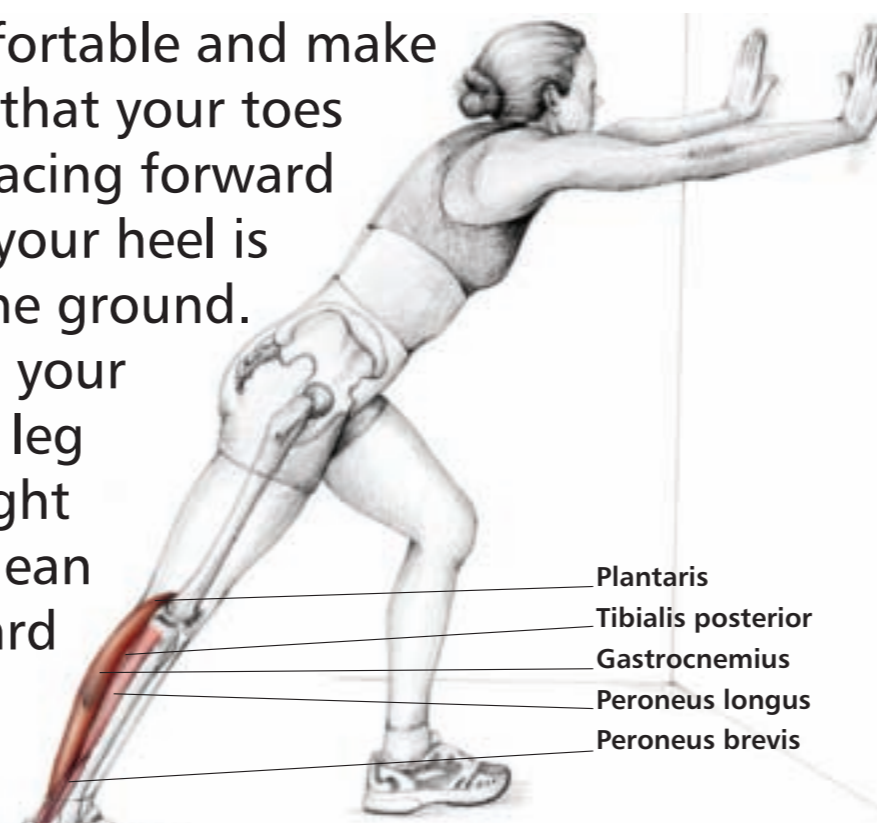 fortable and make
that your toes
acing forward
your heel is
he ground.
your
leg
ght
ean
ard
Plantaris
Tibialis posterior
Gastrocnemius
Peroneus longus
Peroneus brevis